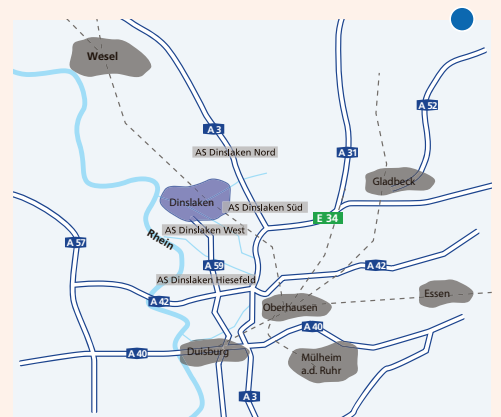 Wesel
A 52
A 3
AS Dinslaken Nord
A 31
Gladbeck
Dinslaken
AS Dinslaken Süd
E 34
AS Dinslaken West
Rhein
A 57
A 59
A 42
AS Dinslaken Hiesefeld
Essen
A 42
Oberhausen
A 40
A 40
Duisburg
Mülheim
a.d. Ruhr
A 3